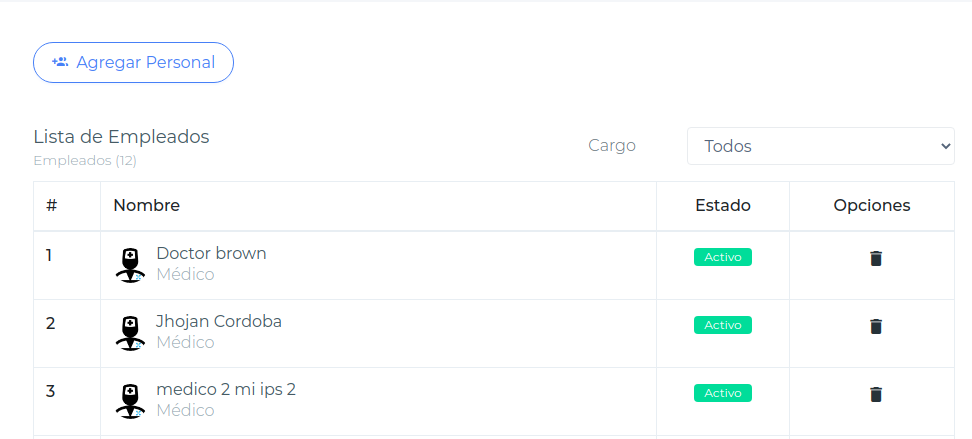 Agregar Personal
Lista de Empleados
Empleados (12)
Cargo
Todos
# Nombre Estado Opciones
1 Doctor brown Activo
Médico
2 Jhojan Cordoba Activo
Médico
3 medico 2 mi ips 2 Activo
Médico